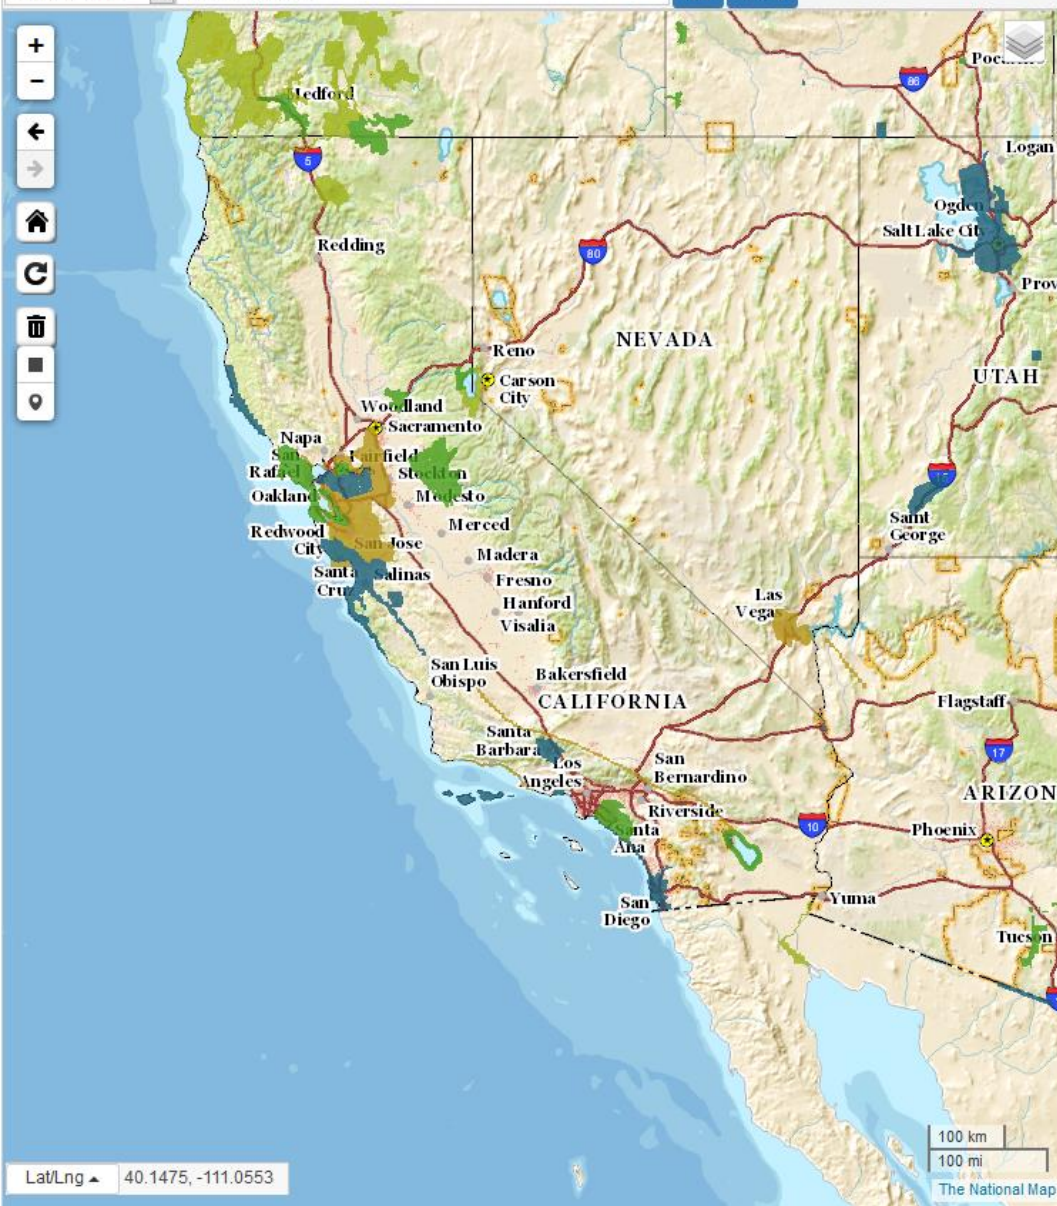 +
−
Medford
5
86
Logan
Redding
Ogden
Salt Lake City
80
Prov
NEVADA
Reno
Carson
City
UTAH
Woodland
Sacramento
Napa
Fairfield
San
Rafael
Stockton
Oakland
Modesto
Merced
Redwood
City
San Jose
Saint
George
Madera
Santa
Cruz
Salinas
Fresno
Las
Vegas
Hanford
Visalia
San Luis
Obispo
Bakersfield
CALIFORNIA
Flagstaff
Santa
Barbara
17
Los
Angeles
San
Bernardino
ARIZON
Riverside
10
Phoenix
Santa
Ana
San
Diego
Yuma
Tucson
100 km
100 mi
Lat/Lng
40.1475, -111.0553
The National Map